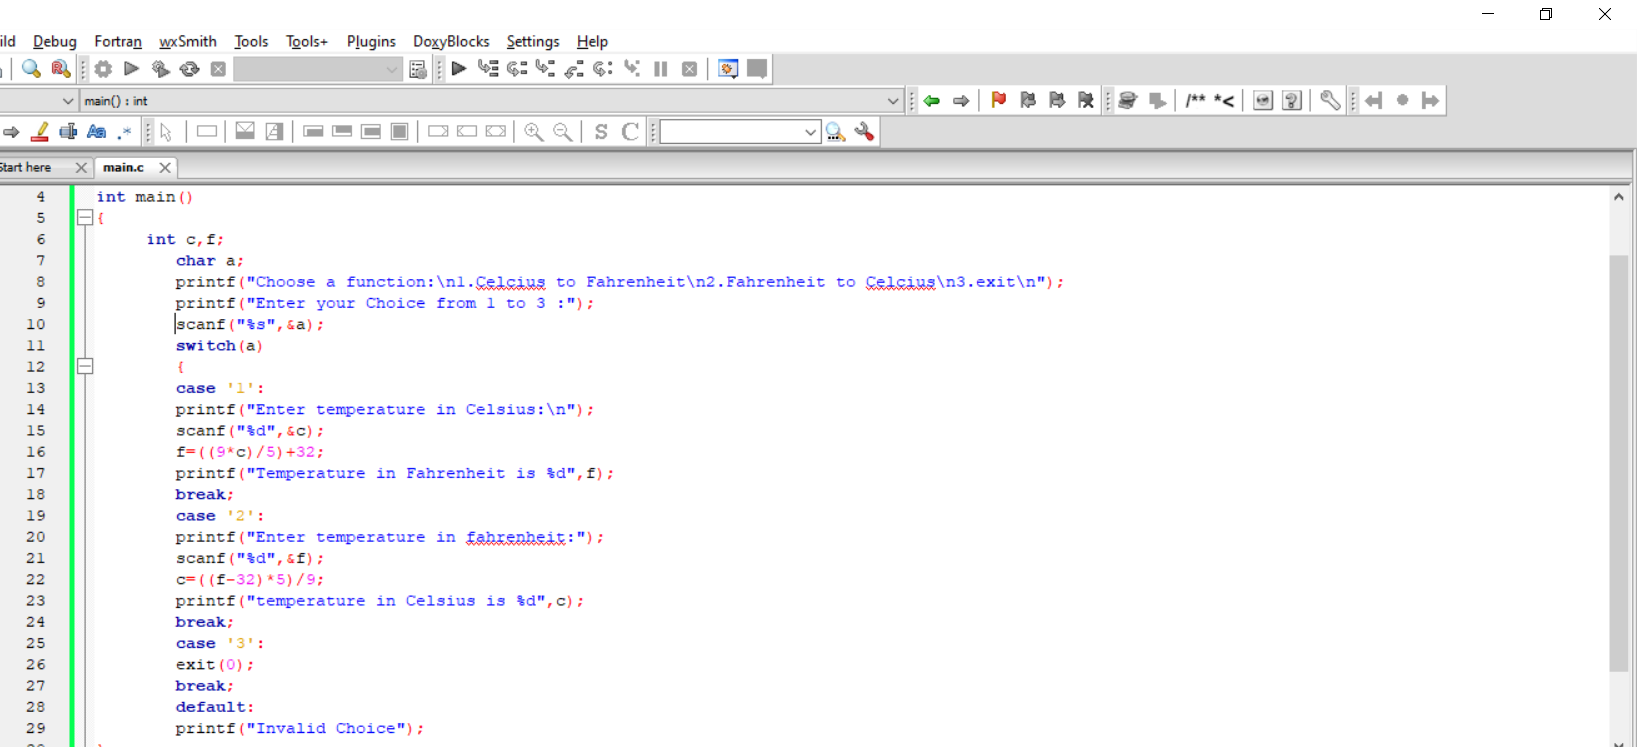 ild Debug Fortran wxSmith Tools Tools+ Plugins DoxyBlocks Settings Help
main() : int
/** *<
Aa .* S C
Start here main.c
4 int main()
5 {
6 int c,f;
7 char a;
8 printf("Choose a function:\n1.Celcius to Fahrenheit\n2.Fahrenheit to Celcius\n3.exit\n");
9 printf("Enter your Choice from 1 to 3 :");
10 scanf("%s",&a);
11 switch(a)
12 {
13 case '1':
14 printf("Enter temperature in Celsius:\n");
15 scanf("%d",&c);
16 f=((9*c)/5)+32;
17 printf("Temperature in Fahrenheit is %d",f);
18 break;
19 case '2':
20 printf("Enter temperature in fahrenheit:");
21 scanf("%d",&f);
22 c=((f-32)*5)/9;
23 printf("temperature in Celsius is %d",c);
24 break;
25 case '3':
26 exit(0);
27 break;
28 default:
29 printf("Invalid Choice");